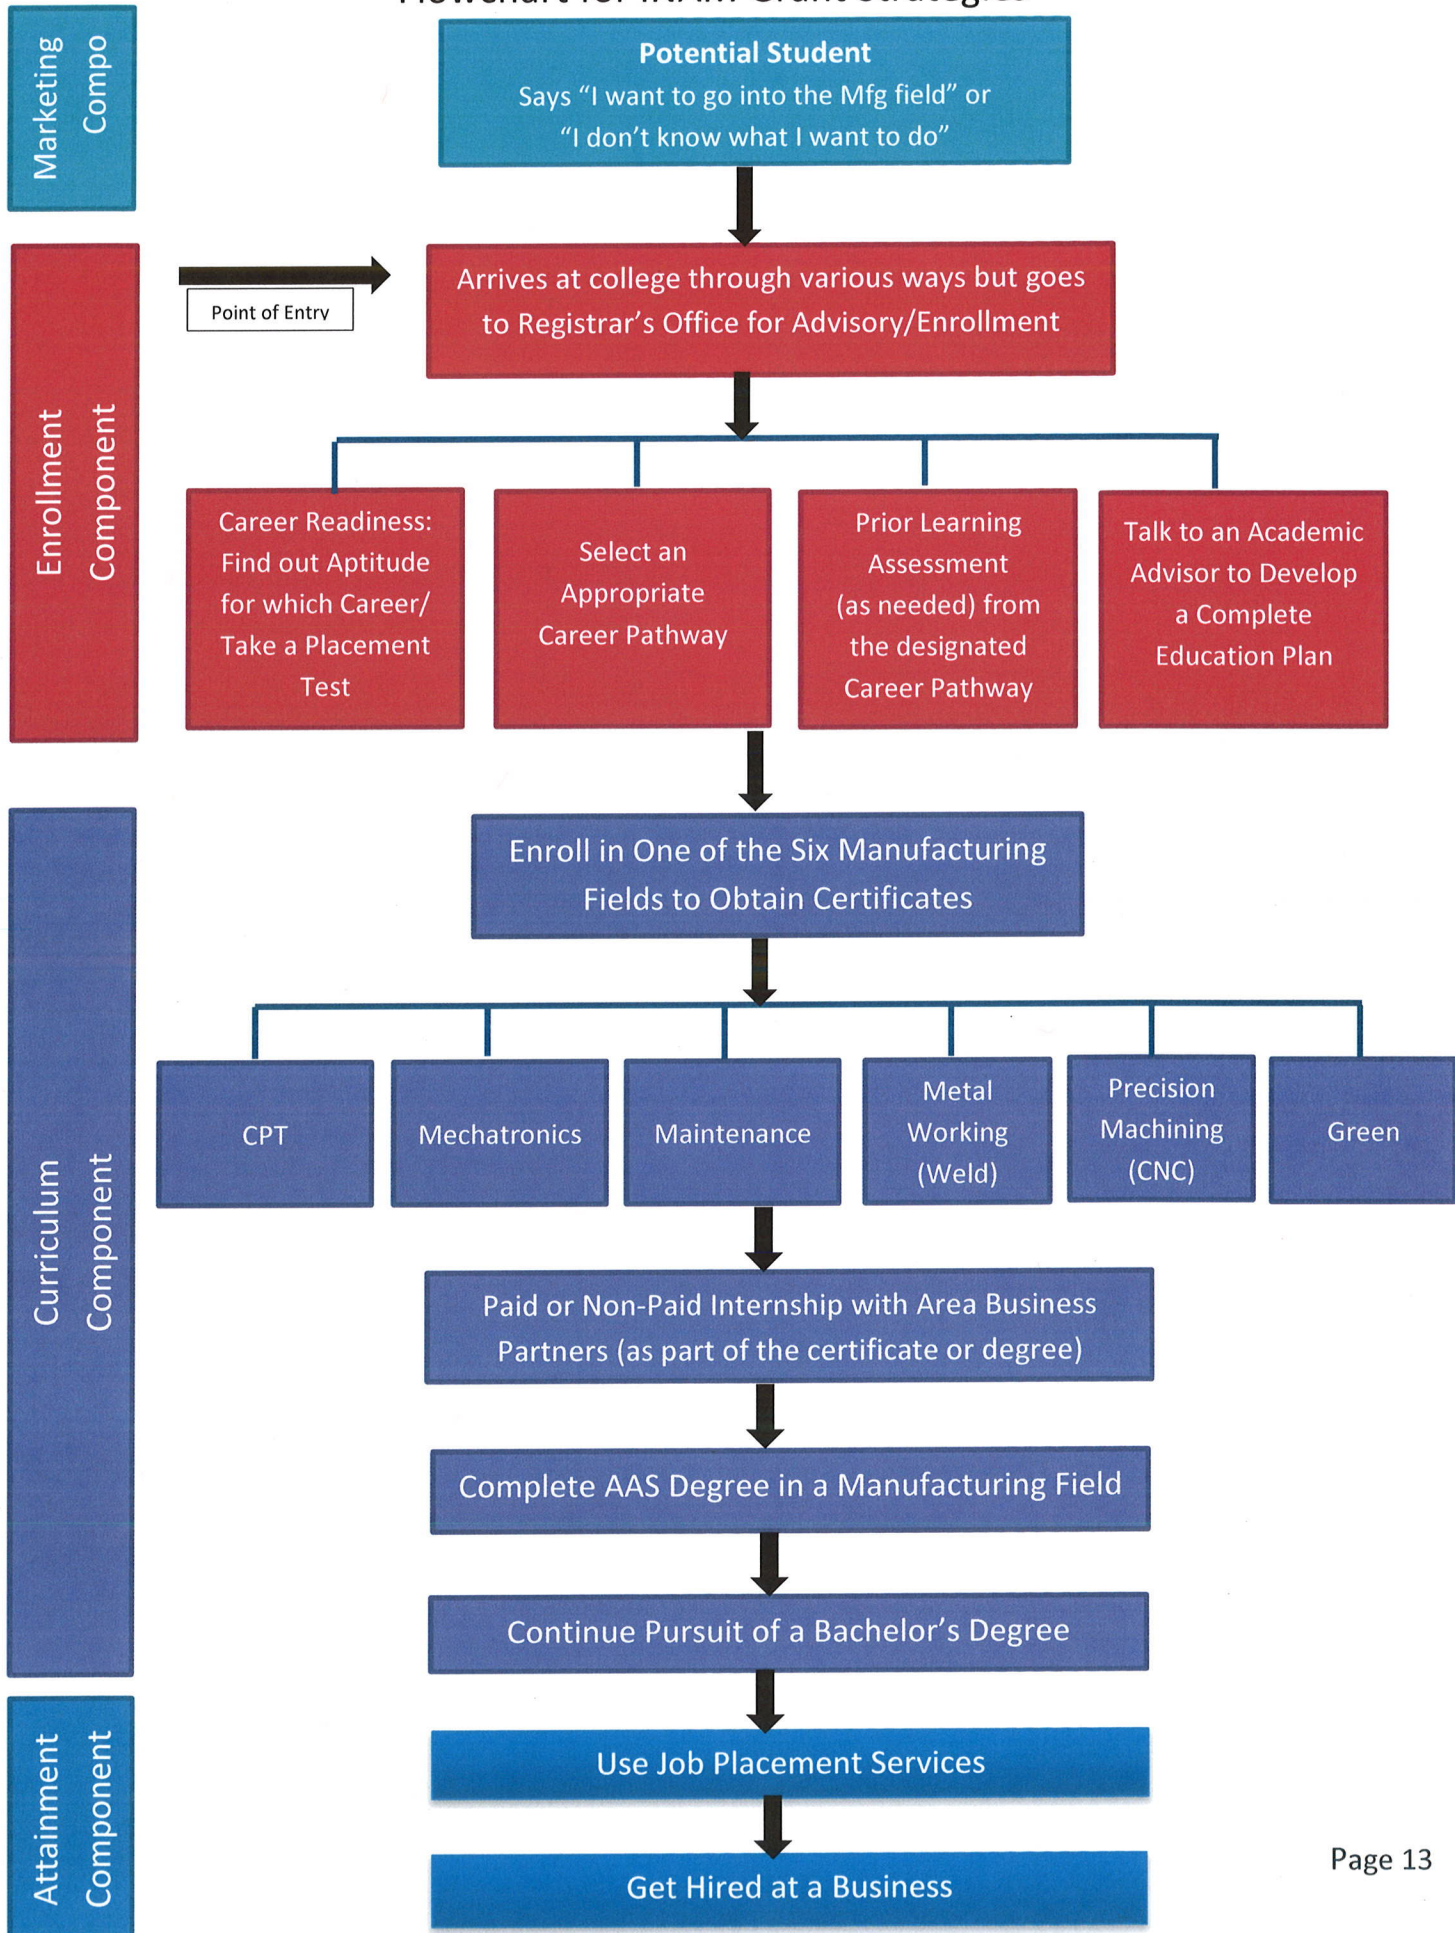 Marketing
Compo
Potential Student
Says “I want to go into the Mfg field” or
“I don’t know what I want to do”
Enrollment
Component
Point of Entry
Arrives at college through various ways but goes
to Registrar’s Office for Advisory/Enrollment
Career Readiness:
Find out Aptitude
for which Career/
Take a Placement
Test
Select an
Appropriate
Career Pathway
Prior Learning
Assessment
(as needed) from
the designated
Career Pathway
Talk to an Academic
Advisor to Develop
a Complete
Education Plan
Curriculum
Component
Enroll in One of the Six Manufacturing
Fields to Obtain Certificates
CPT
Mechatronics
Maintenance
Metal
Working
(Weld)
Precision
Machining
(CNC)
Green
Paid or Non-Paid Internship with Area Business
Partners (as part of the certificate or degree)
Complete AAS Degree in a Manufacturing Field
Continue Pursuit of a Bachelor’s Degree
Attainment
Component
Use Job Placement Services
Get Hired at a Business
Page 13